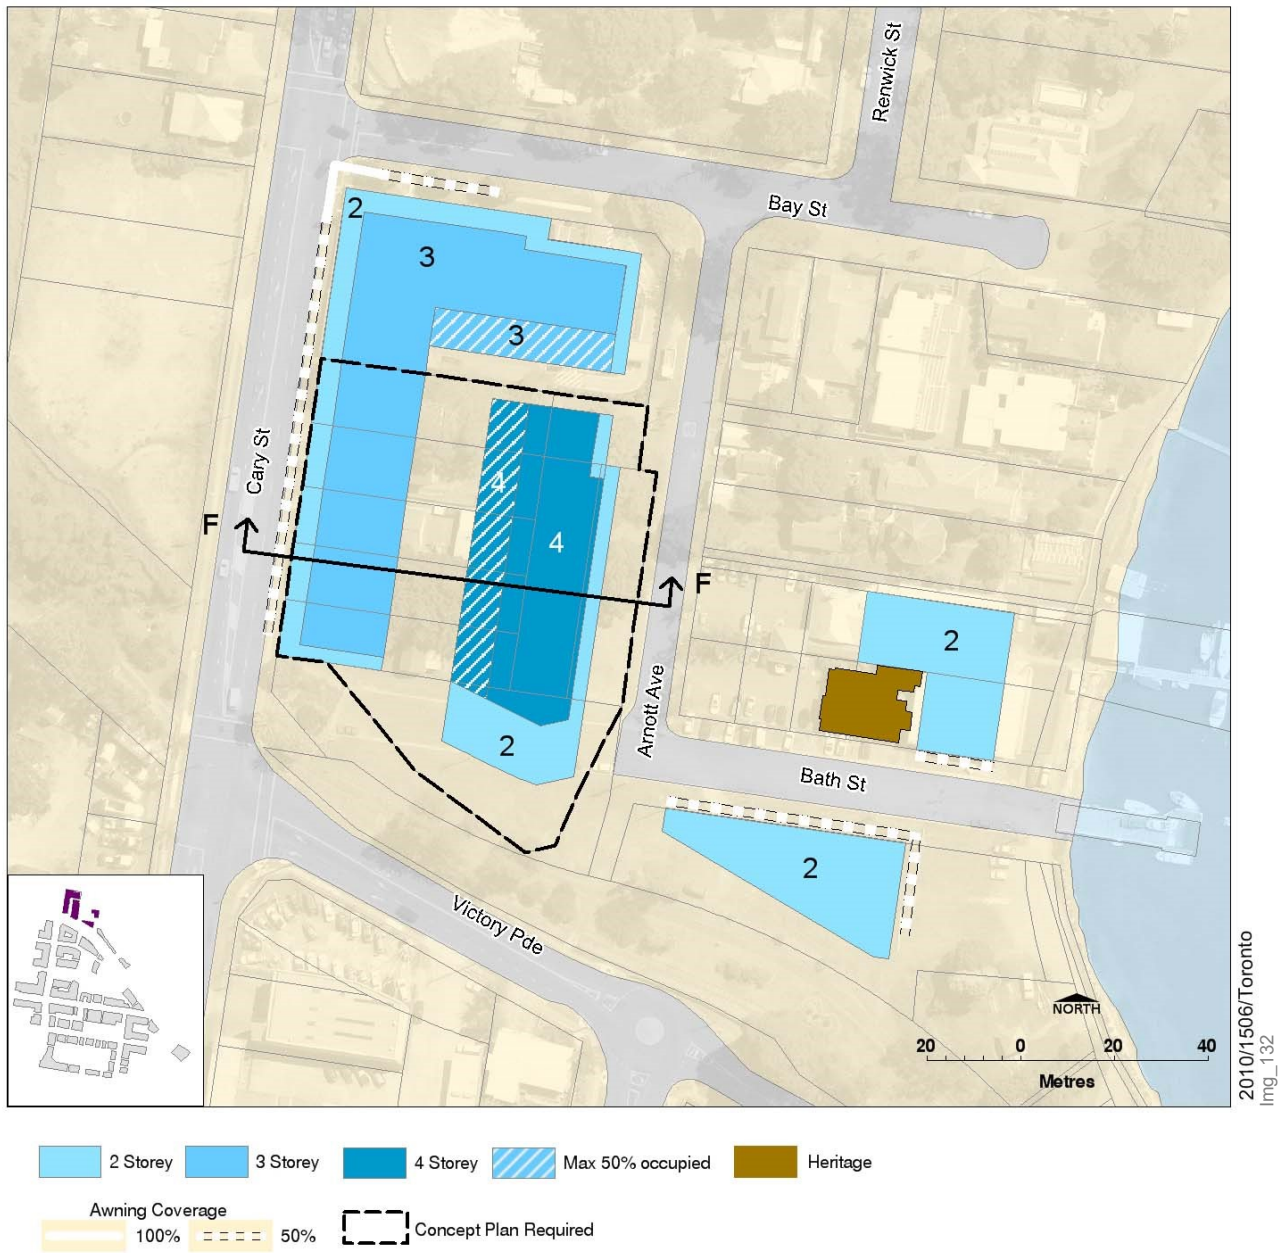 Renwick St
Bay St
2
3
3
Cary St
4
4
F
F
2
2
Arnott Ave
Bath St
2
Victory Pde
NORTH
20 0 20 40
Metres
2010/1506/Toronto
Img_132
2 Storey
3 Storey
4 Storey
Max 50% occupied
Heritage
Awning Coverage
100%
50%
Concept Plan Required